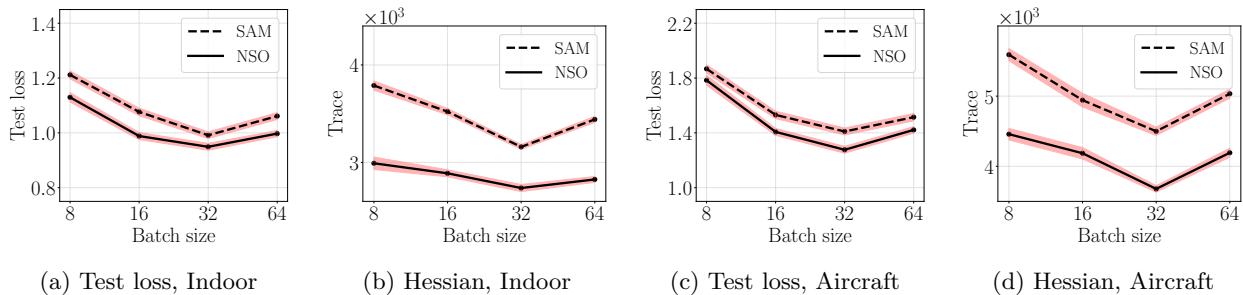 Test loss
1.4
1.2
1.0
0.8
SAM
NSO
8 16 32 64
Batch size
(a) Test loss, Indoor
×10³
Trace
4
3
SAM
NSO
8 16 32 64
Batch size
(b) Hessian, Indoor
Test loss
2.2
1.8
1.4
1.0
SAM
NSO
8 16 32 64
Batch size
(c) Test loss, Aircraft
×10³
Trace
5
4
SAM
NSO
8 16 32 64
Batch size
(d) Hessian, Aircraft